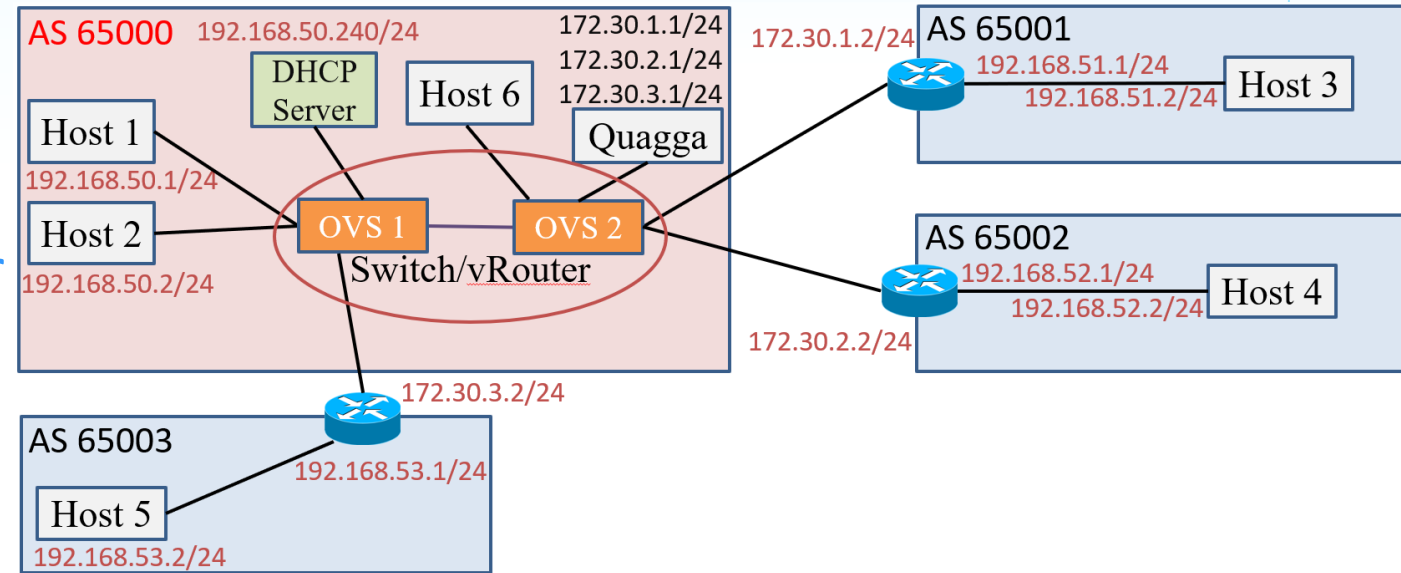 AS 65000
192.168.50.240/24
172.30.1.1/24
172.30.2.1/24
172.30.3.1/24
DHCP
Server
Host 6
Quagga
Host 1
192.168.50.1/24
Host 2
192.168.50.2/24
OVS 1
OVS 2
Switch/vRouter
172.30.1.2/24
AS 65001
192.168.51.1/24
192.168.51.2/24
Host 3
AS 65002
192.168.52.1/24
192.168.52.2/24
Host 4
172.30.2.2/24
172.30.3.2/24
AS 65003
192.168.53.1/24
Host 5
192.168.53.2/24